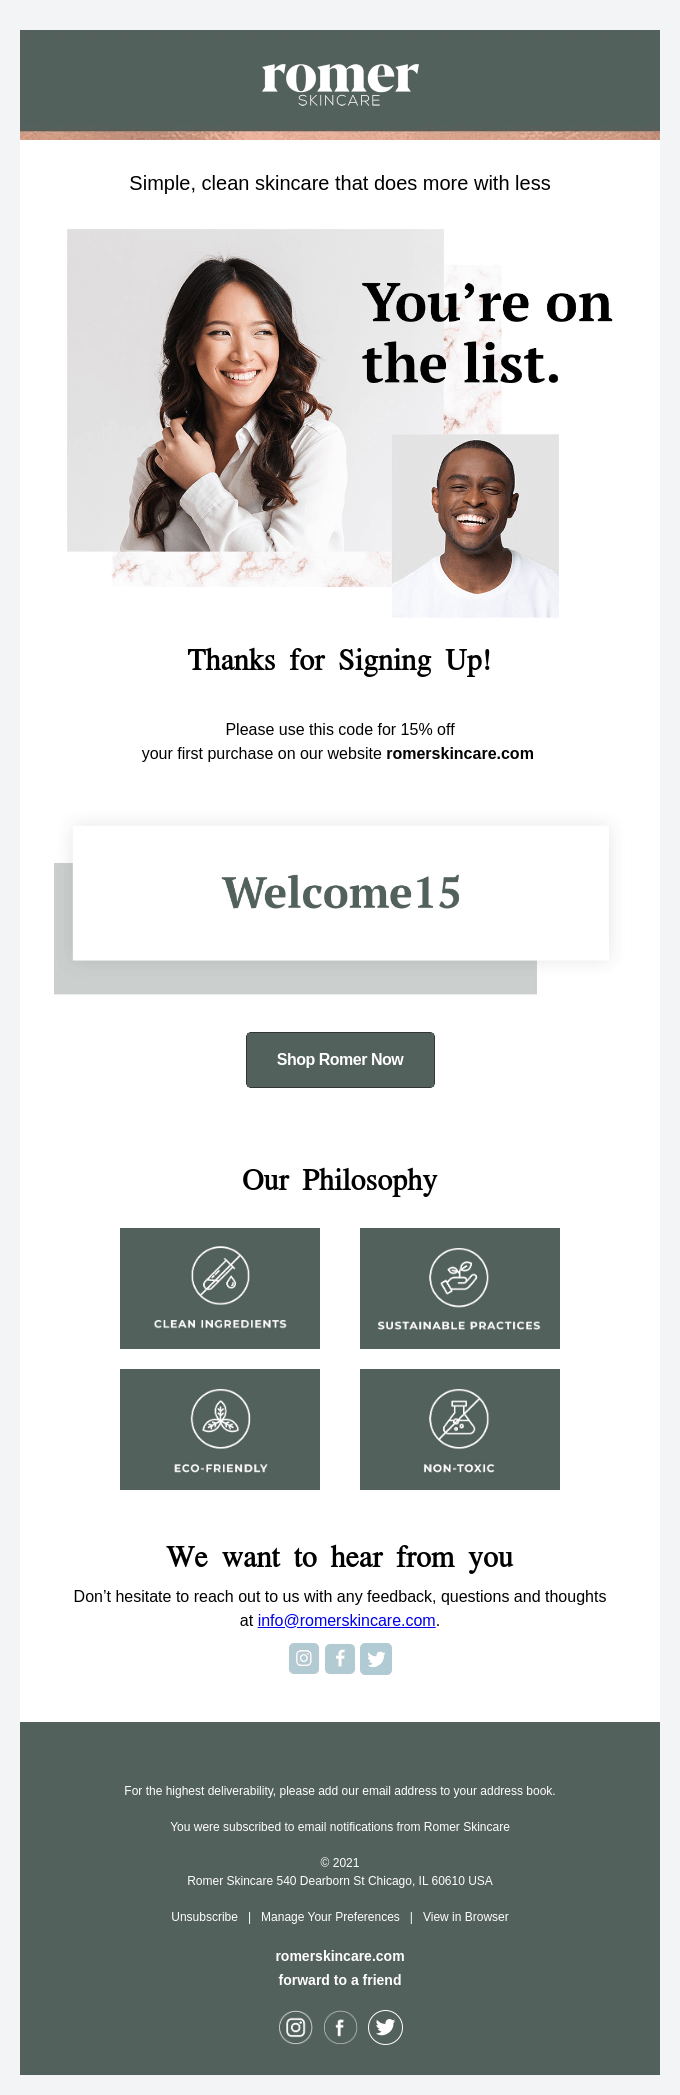 romer
SKINCARE
Simple, clean skincare that does more with less
You’re on
the list.
Thanks for Signing Up!
Please use this code for 15% off
your first purchase on our website romerskincare.com
Welcome15
Shop Romer Now
Our Philosophy
CLEAN INGREDIENTS
SUSTAINABLE PRACTICES
ECO-FRIENDLY
NON-TOXIC
We want to hear from you
Don’t hesitate to reach out to us with any feedback, questions and thoughts
at info@romerskincare.com.
For the highest deliverability, please add our email address to your address book.
You were subscribed to email notifications from Romer Skincare
© 2021
Romer Skincare 540 Dearborn St Chicago, IL 60610 USA
Unsubscribe | Manage Your Preferences | View in Browser
romerskincare.com
forward to a friend